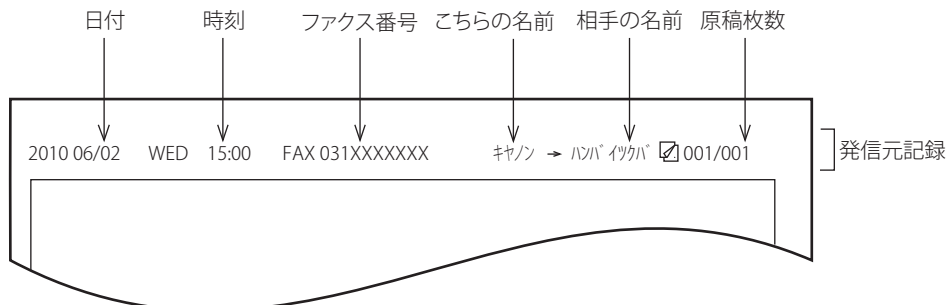 日付 時刻 ファクス番号 こちらの名前 相手の名前 原稿枚数
2010 06/02 WED 15:00 FAX 031XXXXXXX ｷﾔﾉﾝ → ﾊﾝﾊﾞｲﾂｸﾊﾞ 001/001 発信元記録